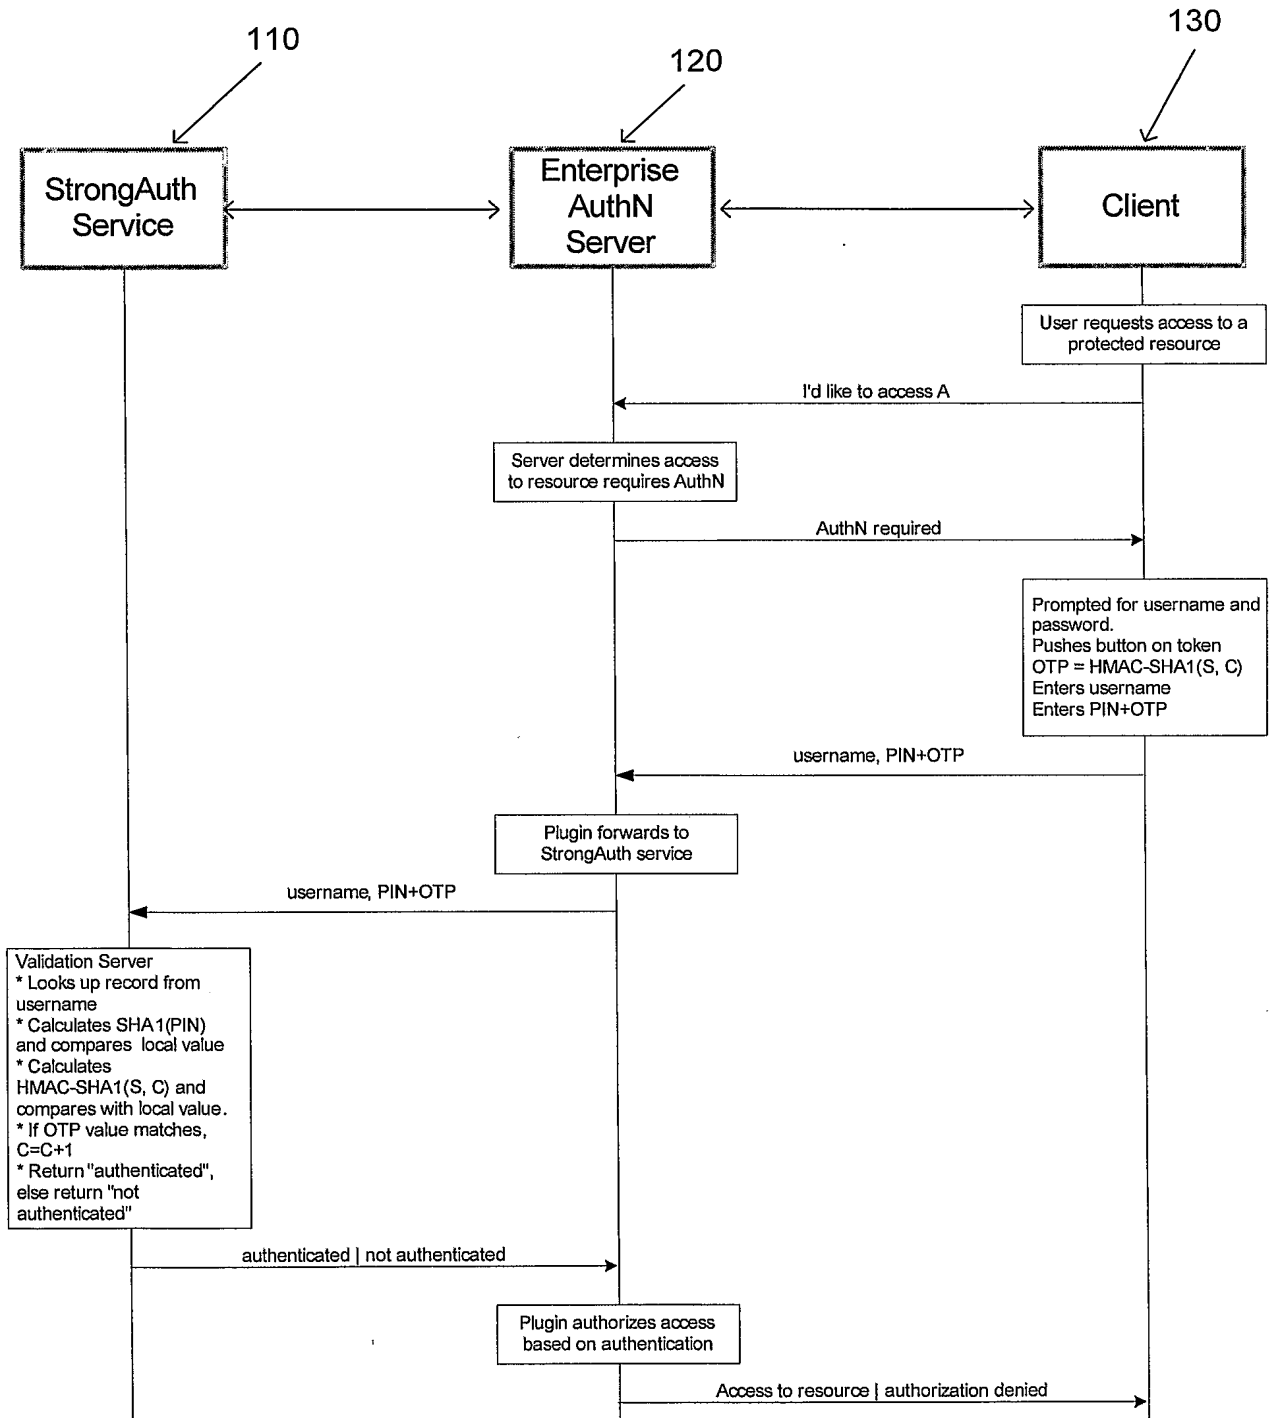 110
120
130
StrongAuth
Service
Enterprise
AuthN
Server
Client
User requests access to a
protected resource
I'd like to access A
Server determines access
to resource requires AuthN
AuthN required
Prompted for username and
password.
Pushes button on token
OTP = HMAC-SHA1(S, C)
Enters username
Enters PIN+OTP
username, PIN+OTP
Plugin forwards to
StrongAuth service
username, PIN+OTP
Validation Server
* Looks up record from
username
* Calculates SHA1(PIN)
and compares local value
* Calculates
HMAC-SHA1(S, C) and
compares with local value.
* If OTP value matches,
C=C+1
* Return "authenticated",
else return "not
authenticated"
authenticated | not authenticated
Plugin authorizes access
based on authentication
Access to resource | authorization denied